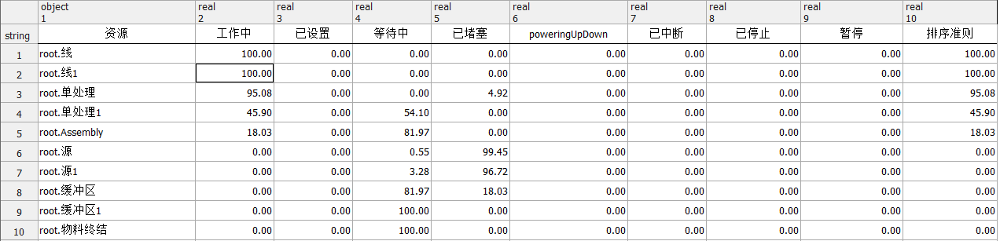 object real real real real real real real real real
1 2 3 4 5 6 7 8 9 10
string 资源 工作中 已设置 等待中 已堵塞 poweringUpDown 已中断 已停止 暂停 排序准则
1 root.线 100.00 0.00 0.00 0.00 0.00 0.00 0.00 0.00 100.00
2 root.线1 100.00 0.00 0.00 0.00 0.00 0.00 0.00 0.00 100.00
3 root.单处理 95.08 0.00 0.00 4.92 0.00 0.00 0.00 0.00 95.08
4 root.单处理1 45.90 0.00 54.10 0.00 0.00 0.00 0.00 0.00 45.90
5 root.Assembly 18.03 0.00 81.97 0.00 0.00 0.00 0.00 0.00 18.03
6 root.源 0.00 0.00 0.55 99.45 0.00 0.00 0.00 0.00 0.00
7 root.源1 0.00 0.00 3.28 96.72 0.00 0.00 0.00 0.00 0.00
8 root.缓冲区 0.00 0.00 81.97 18.03 0.00 0.00 0.00 0.00 0.00
9 root.缓冲区1 0.00 0.00 100.00 0.00 0.00 0.00 0.00 0.00 0.00
10 root.物料终结 0.00 0.00 100.00 0.00 0.00 0.00 0.00 0.00 0.00